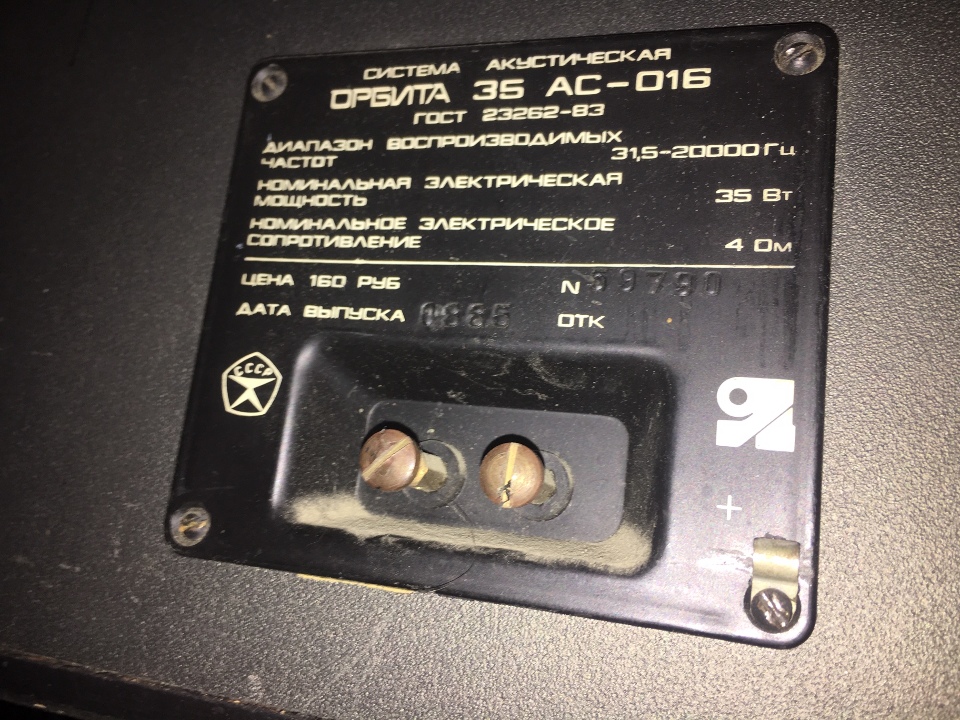 СИСТЕМА АКУСТИЧЕСКАЯ
ОРБИТА 35 АС-016
ГОСТ 23262-83
ДИАПАЗОН ВОСПРОИЗВОДИМЫХ
ЧАСТОТ 31,5-20000 Гц
НОМИНАЛЬНАЯ ЭЛЕКТРИЧЕСКАЯ
МОЩНОСТЬ 35 Вт
НОМИНАЛЬНОЕ ЭЛЕКТРИЧЕСКОЕ
СОПРОТИВЛЕНИЕ 4 Ом
ЦЕНА 160 РУБ N
ДАТА ВЫПУСКА ОТК
СССР
+